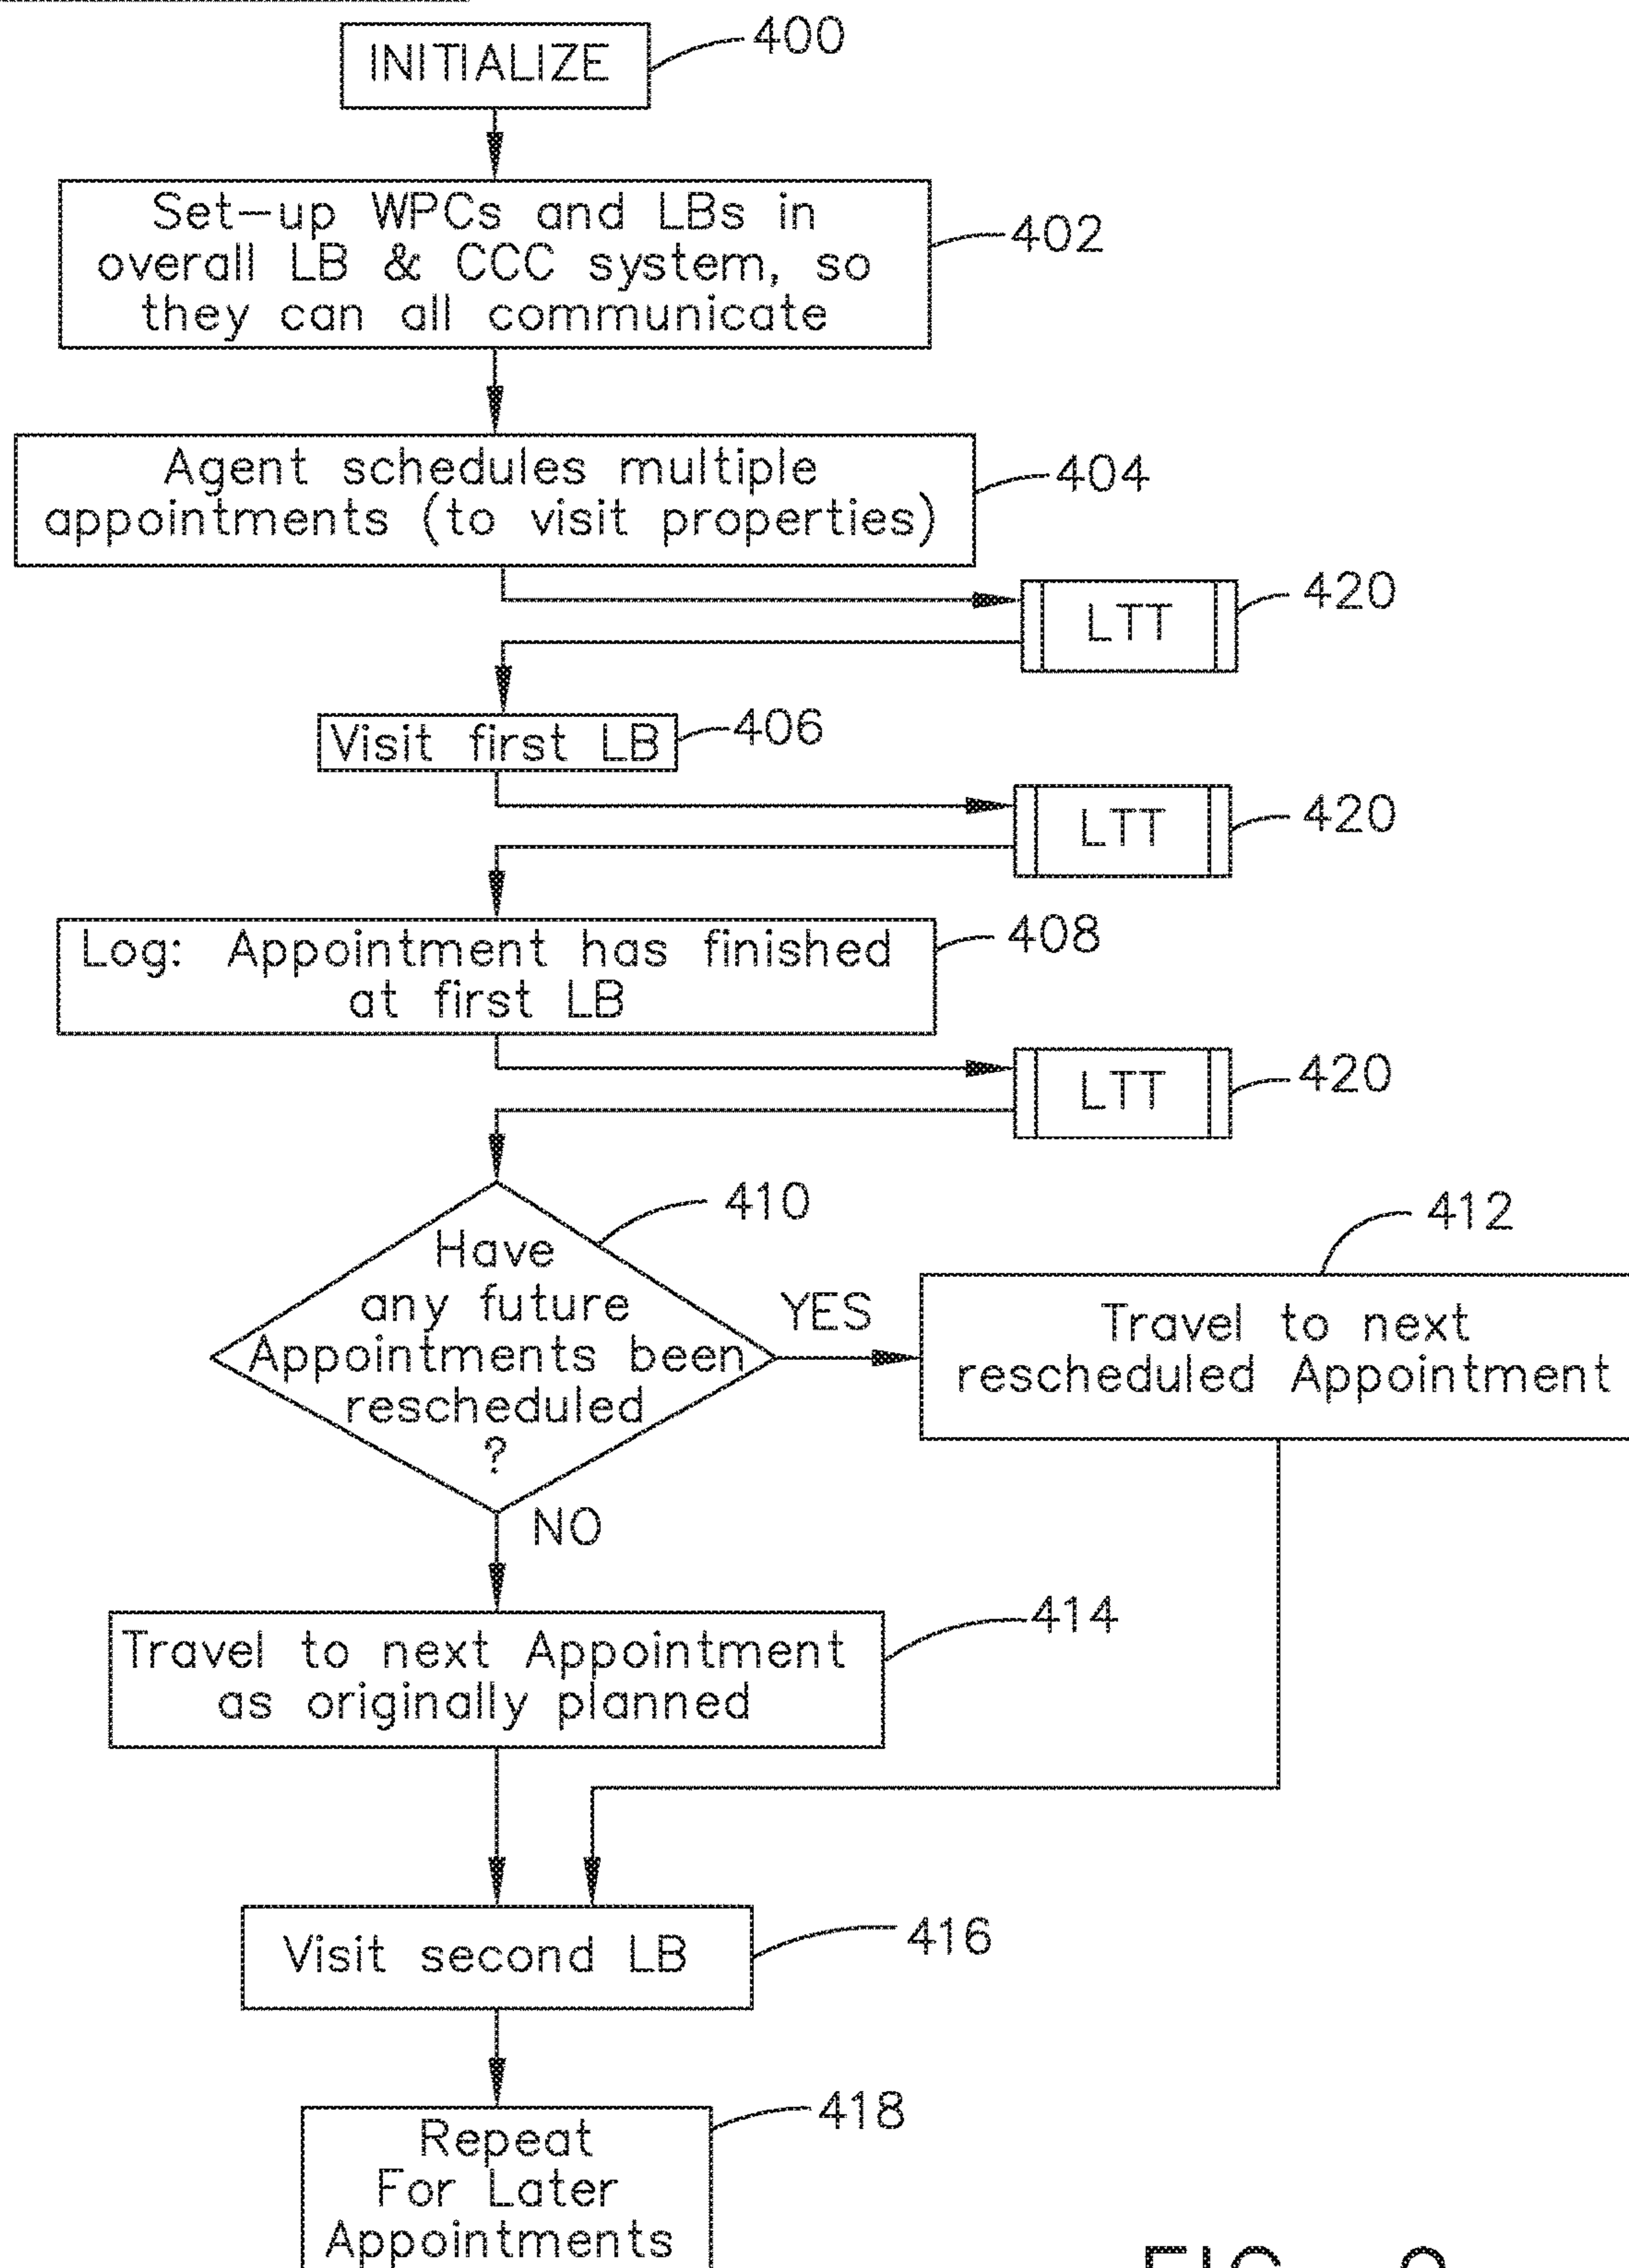 INITIALIZE
400
Set-up WPCs and LBs in
overall LB & CCC system, so
they can all communicate
402
Agent schedules multiple
appointments (to visit properties)
404
LTT
420
Visit first LB
406
LTT
420
Log: Appointment has finished
at first LB
408
LTT
420
Have
any future
Appointments been
rescheduled
?
410
YES
Travel to next
rescheduled Appointment
412
NO
Travel to next Appointment
as originally planned
414
Visit second LB
416
Repeat
For Later
Appointments
418
FIG.